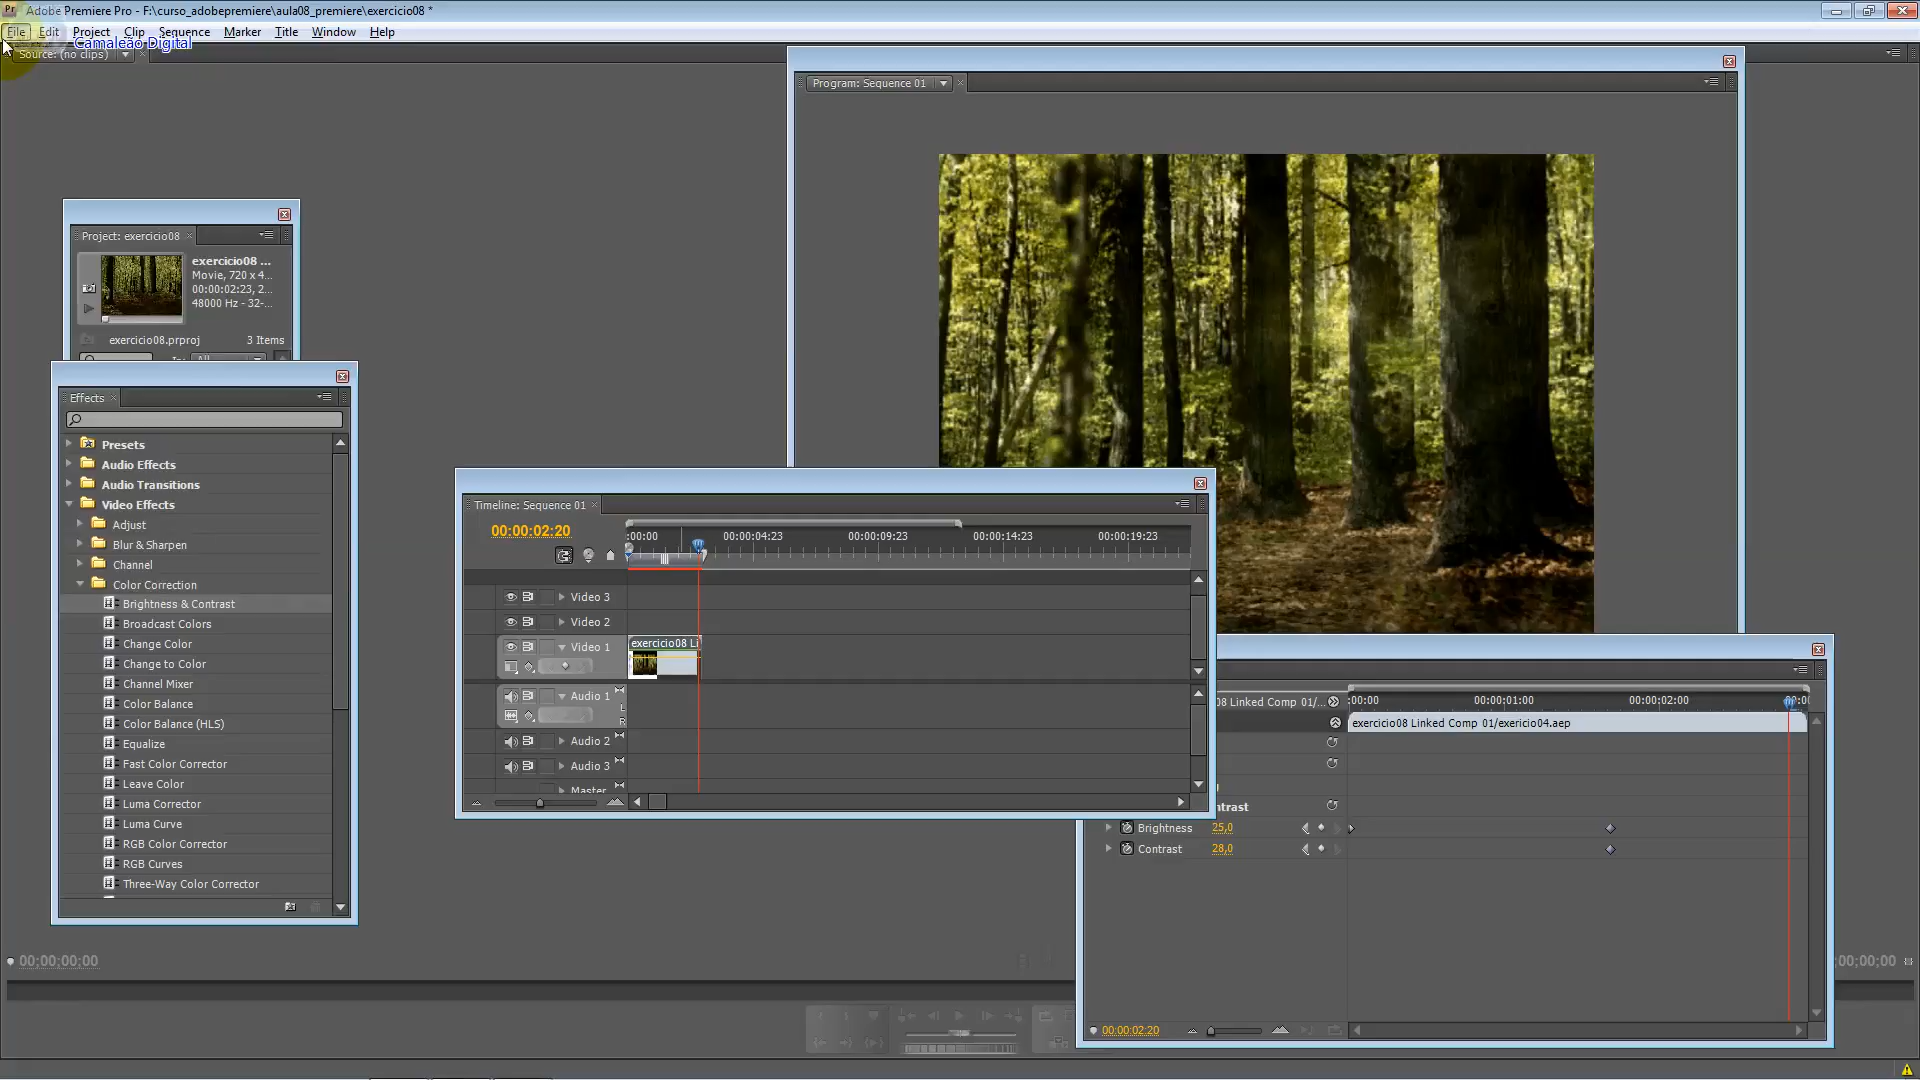 Adobe Premiere Pro - F:\curso_adobepremiere\aula08_premiere\exercicio08 *
File Edit Project Clip Sequence Marker Title Window Help
Camaleão Digital
Source: (no clips)
Program: Sequence 01
Project: exercicio08
exercicio08 ...
Movie, 720 x 4...
00:00:02:23, 2...
48000 Hz - 32-...
exercicio08.prproj 3 Items
Effects
Presets
Audio Effects
Audio Transitions
Video Effects
Adjust
Blur & Sharpen
Channel
Color Correction
Brightness & Contrast
Broadcast Colors
Change Color
Change to Color
Channel Mixer
Color Balance
Color Balance (HLS)
Equalize
Fast Color Corrector
Leave Color
Luma Corrector
Luma Curve
RGB Color Corrector
RGB Curves
Three-Way Color Corrector
Timeline: Sequence 01
00:00:02:20
:00:00 00:00:04:23 00:00:09:23 00:00:14:23 00:00:19:23
Video 3
Video 2
Video 1
exercicio08 Li
Audio 1
L
R
Audio 2
Audio 3
Master
08 Linked Comp 01/... :00:00 00:00:01:00 00:00:02:00
exercicio08 Linked Comp 01/exericio04.aep
ntrast
Brightness 25,0
Contrast 28,0
00:00:02:20
00;00;00;00
00;00;00